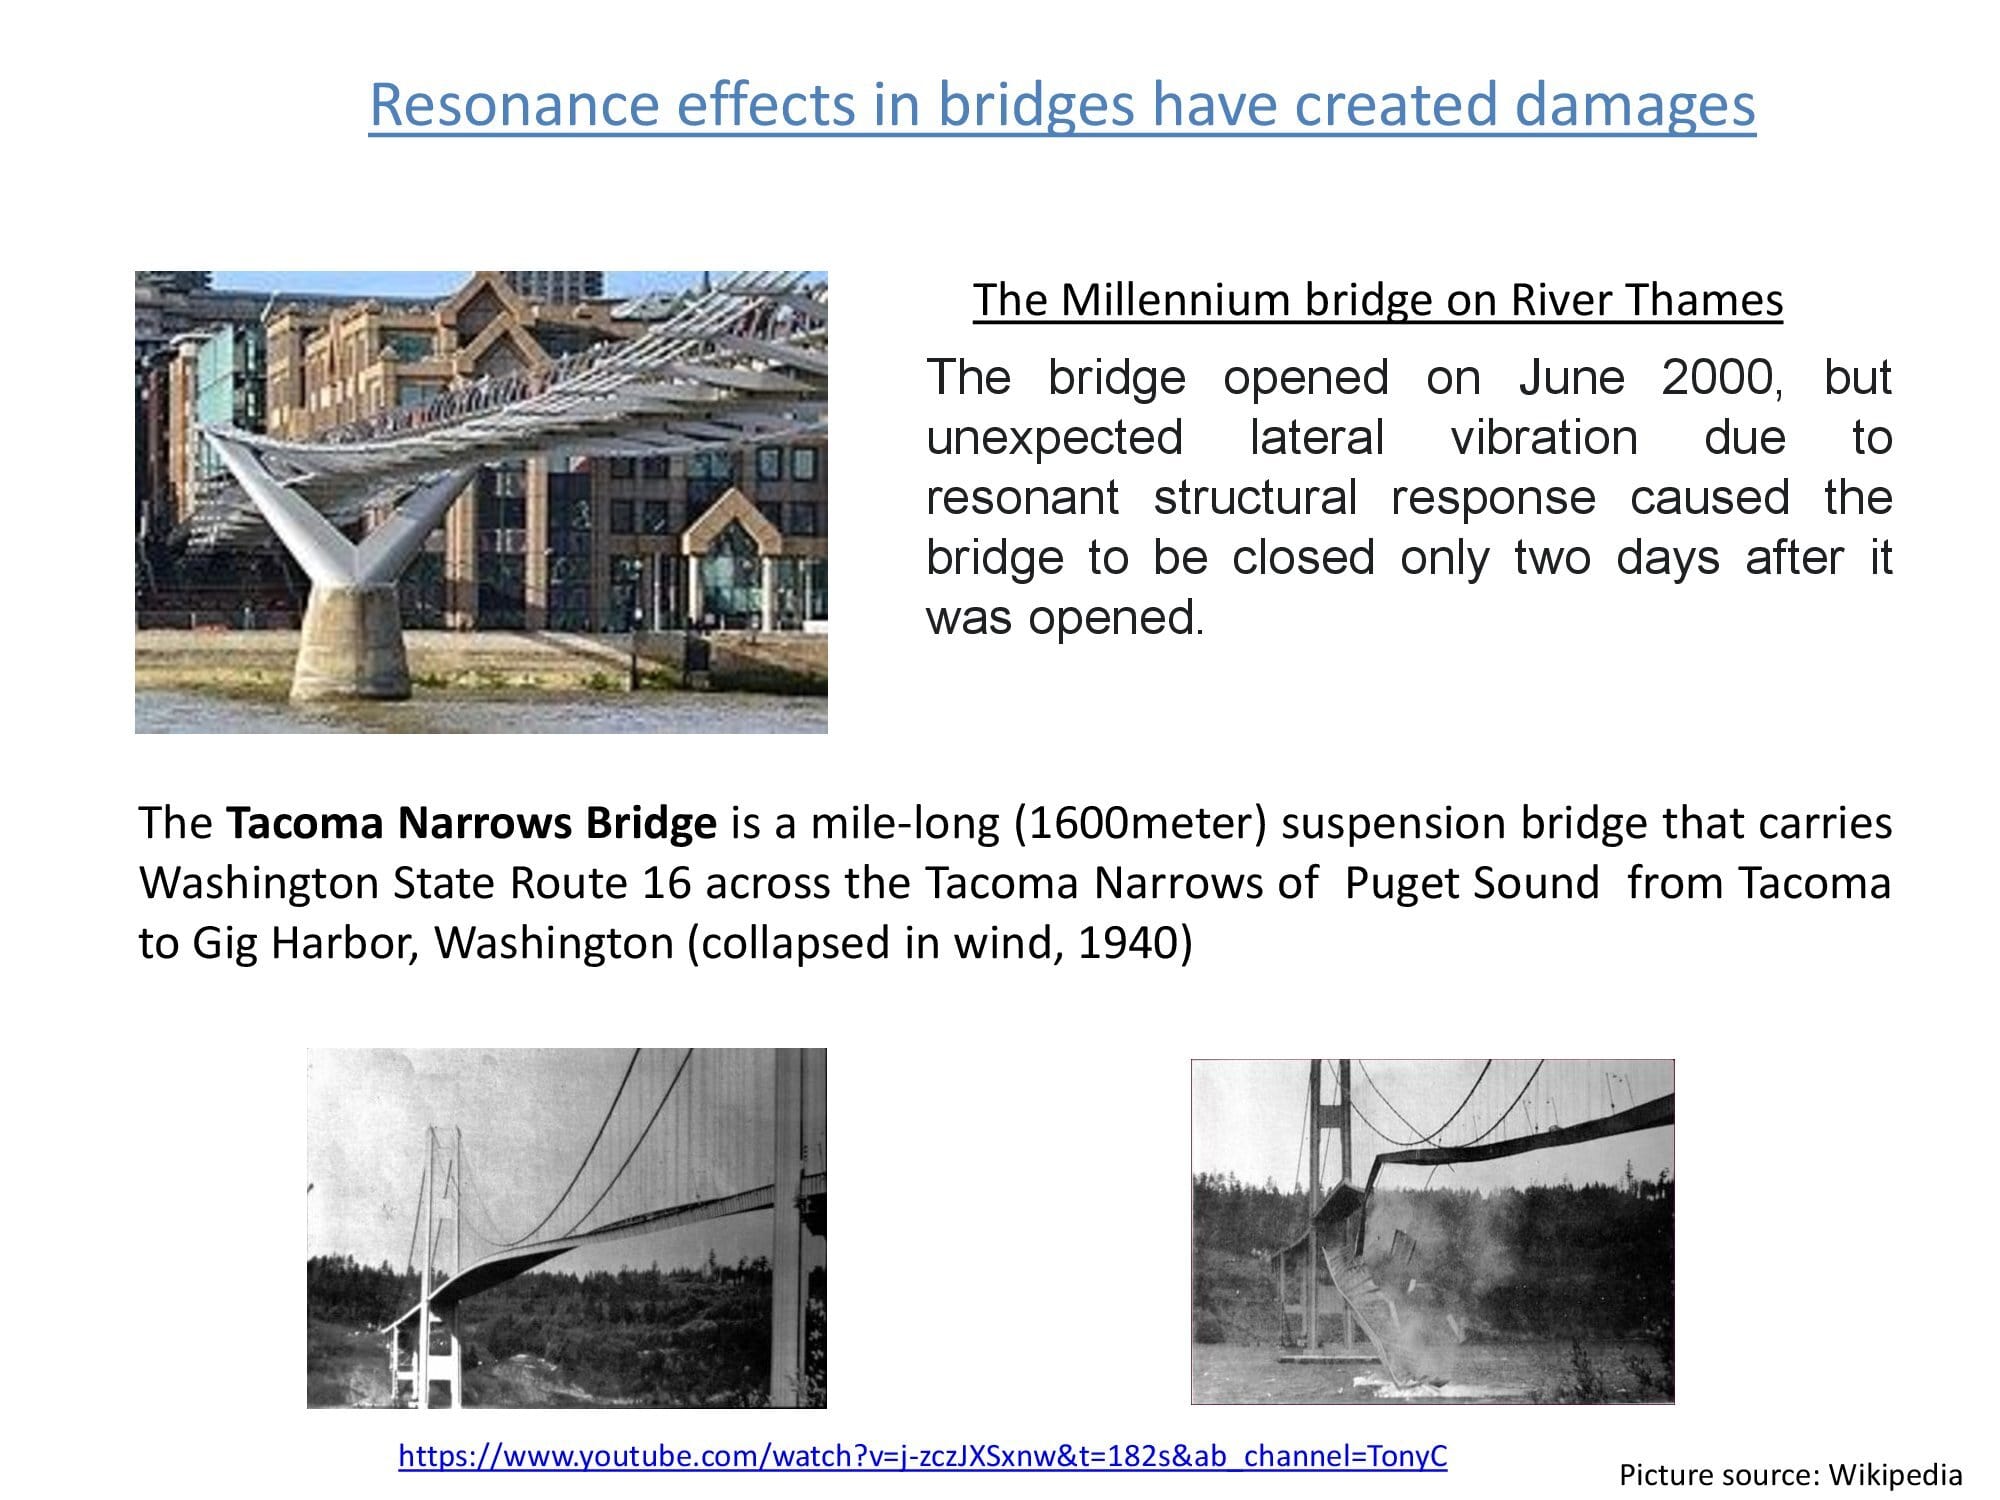 Resonance effects in bridges have created damages
The Millennium bridge on River Thames
The bridge opened on June 2000, but
unexpected lateral vibration due to
resonant structural response caused the
bridge to be closed only two days after it
was opened.
The Tacoma Narrows Bridge is a mile-long (1600meter) suspension bridge that carries
Washington State Route 16 across the Tacoma Narrows of Puget Sound from Tacoma
to Gig Harbor, Washington (collapsed in wind, 1940)
https://www.youtube.com/watch?v=j-zczJXSxnw&t=182s&ab_channel=TonyC
Picture source: Wikipedia